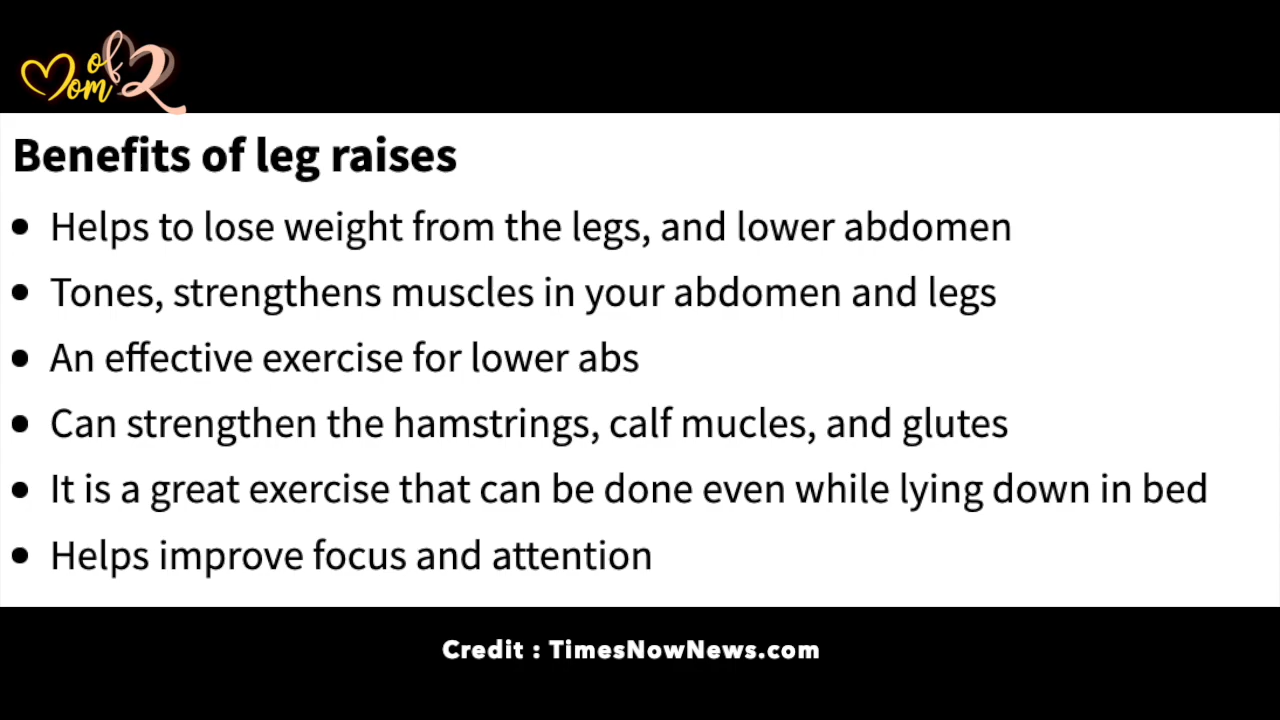 Mom of 2
Benefits of leg raises
• Helps to lose weight from the legs, and lower abdomen
• Tones, strengthens muscles in your abdomen and legs
• An effective exercise for lower abs
• Can strengthen the hamstrings, calf mucles, and glutes
• It is a great exercise that can be done even while lying down in bed
• Helps improve focus and attention
Credit : TimesNowNews.com